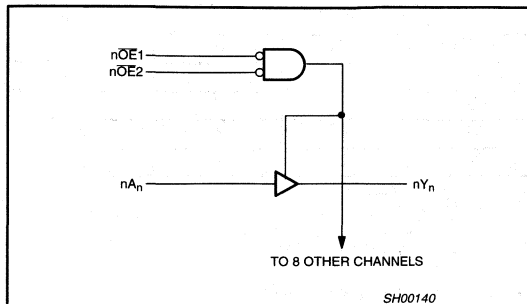 nOE1
nOE2
nAn
nYn
TO 8 OTHER CHANNELS
SH00140